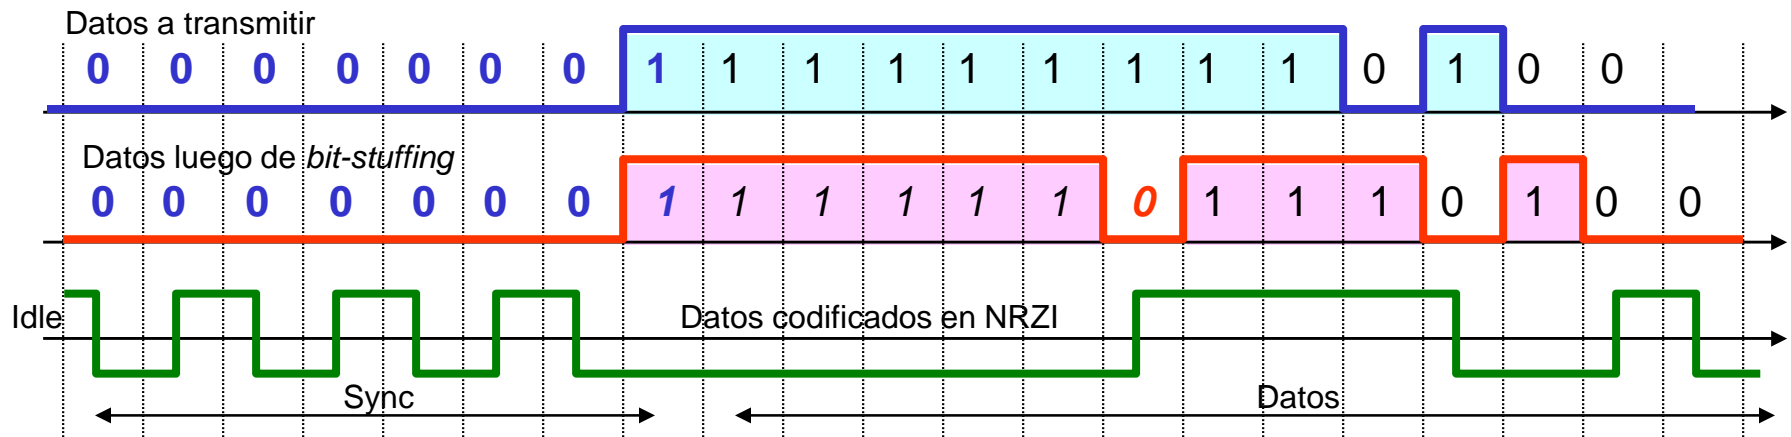 Datos a transmitir
0 0 0 0 0 0 0 1 1 1 1 1 1 1 1 1 0 1 0 0
Datos luego de bit-stuffing
0 0 0 0 0 0 0 1 1 1 1 1 1 0 1 1 1 0 1 0 0
Idle
Datos codificados en NRZI
Sync
Datos